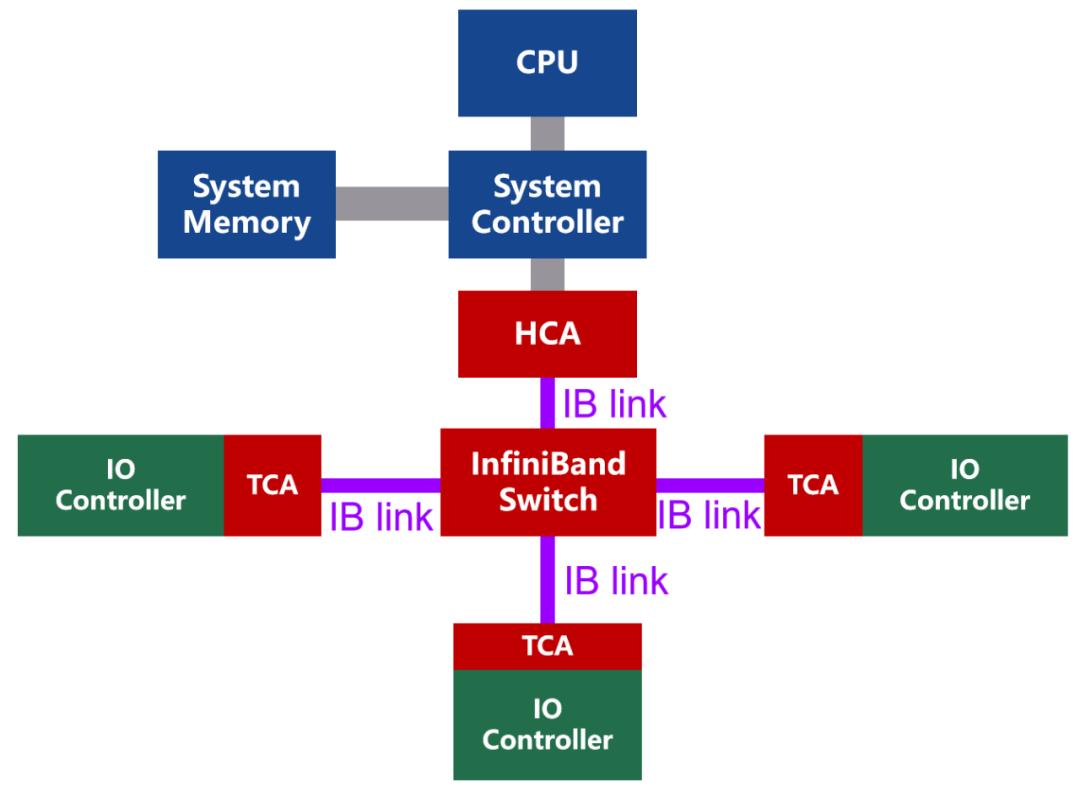 CPU
System
Memory
System
Controller
HCA
IB link
IO
Controller
TCA
IB link
InfiniBand
Switch
IB link
TCA
IO
Controller
IB link
TCA
IO
Controller